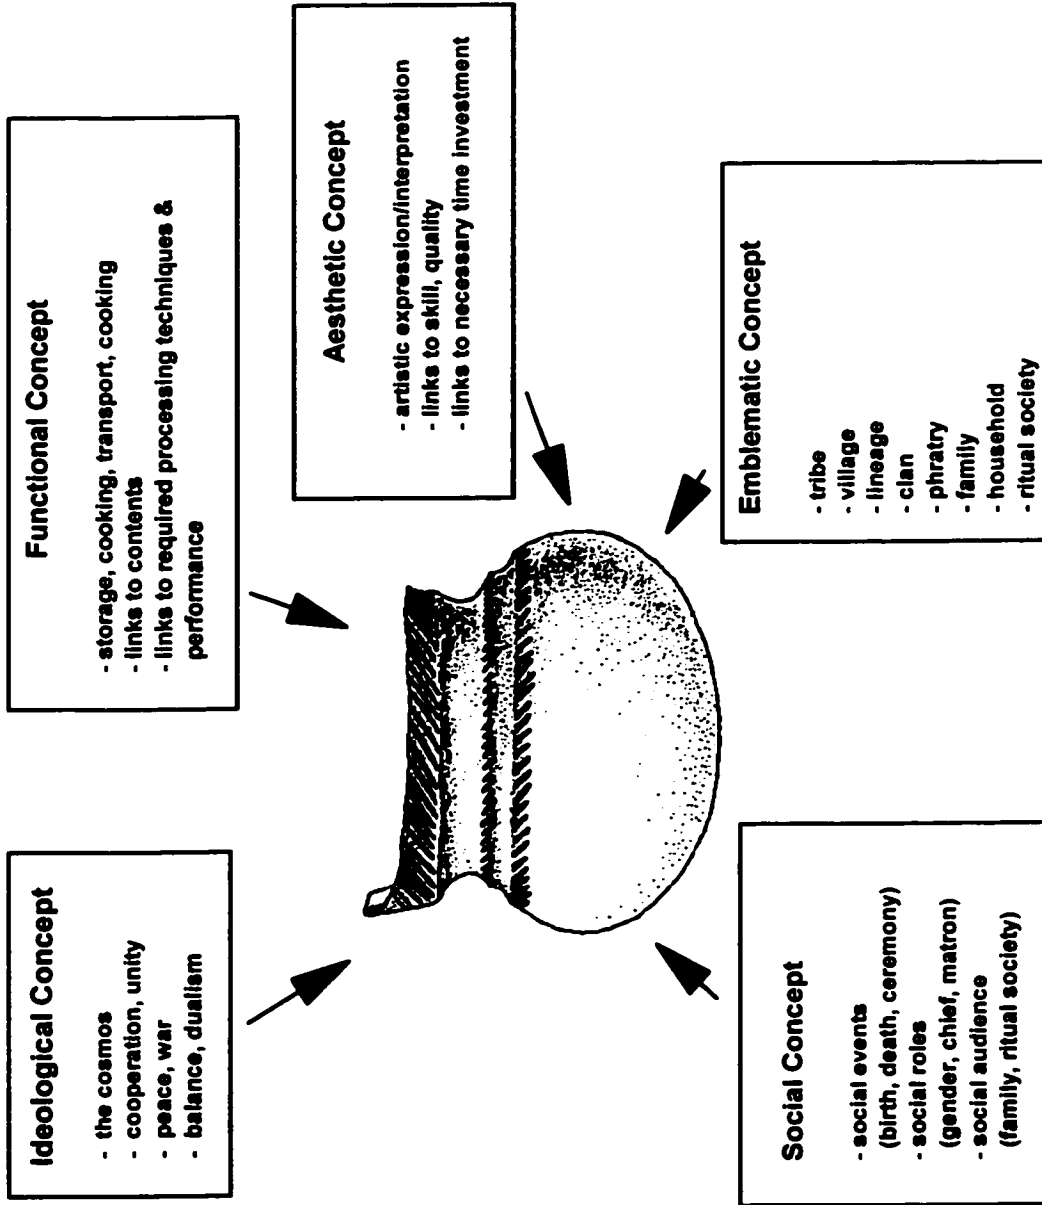 Ideological Concept
- the cosmos
- cooperation, unity
- peace, war
- balance, dualism
Functional Concept
- storage, cooking, transport, cooking
- links to contents
- links to required processing techniques &
performance
Aesthetic Concept
- artistic expression/interpretation
- links to skill, quality
- links to necessary time investment
Social Concept
- social events
(birth, death, ceremony)
- social roles
(gender, chief, matron)
- social audience
(family, ritual society)
Emblematic Concept
- tribe
- village
- lineage
- clan
- phratry
- family
- household
- ritual society